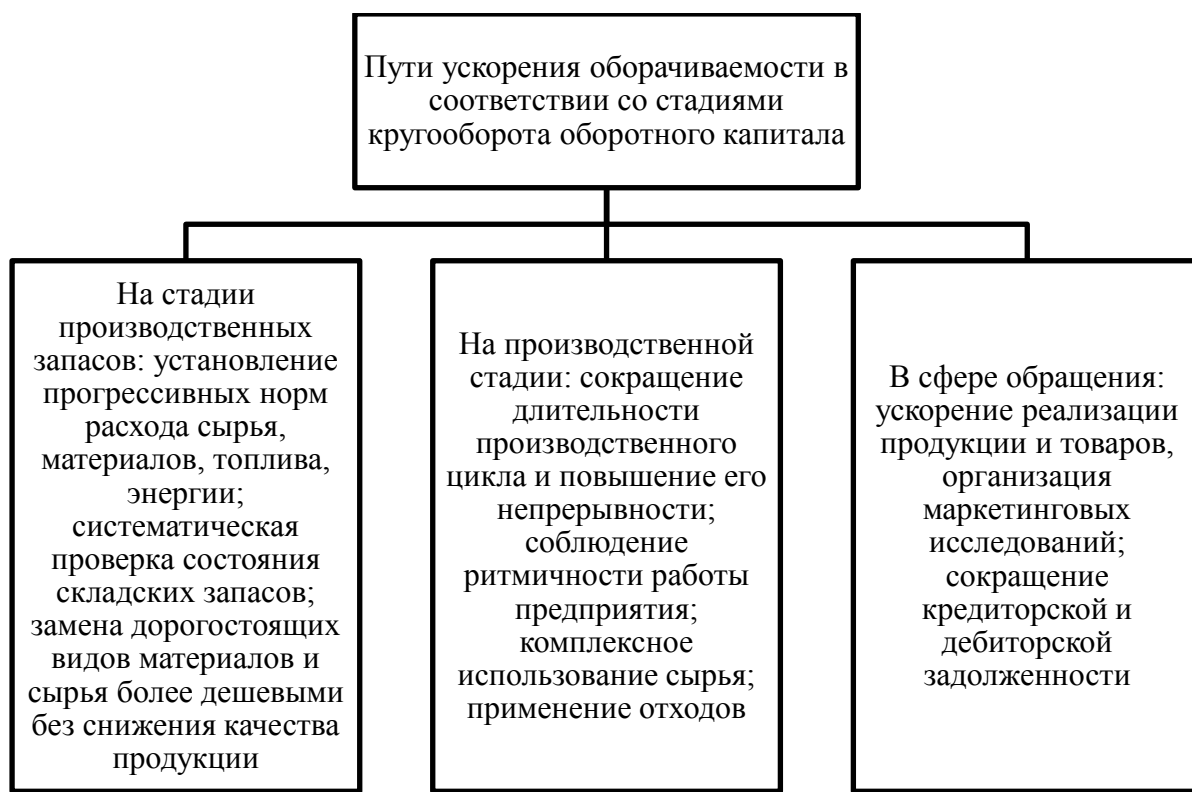 Пути ускорения оборачиваемости в
соответствии со стадиями
кругооборота оборотного капитала
На стадии
производственных
запасов: установление
прогрессивных норм
расхода сырья,
материалов, топлива,
энергии;
систематическая
проверка состояния
складских запасов;
замена дорогостоящих
видов материалов и
сырья более дешевыми
без снижения качества
продукции
На производственной
стадии: сокращение
длительности
производственного
цикла и повышение его
непрерывности;
соблюдение
ритмичности работы
предприятия;
комплексное
использование сырья;
применение отходов
В сфере обращения:
ускорение реализации
продукции и товаров,
организация
маркетинговых
исследований;
сокращение
кредиторской и
дебиторской
задолженности